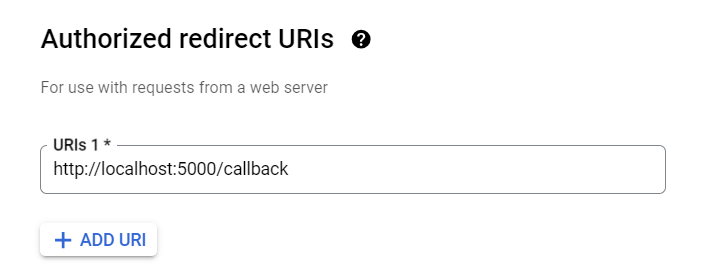 Authorized redirect URIs
For use with requests from a web server
URIs 1 *
http://localhost:5000/callback
+ ADD URI